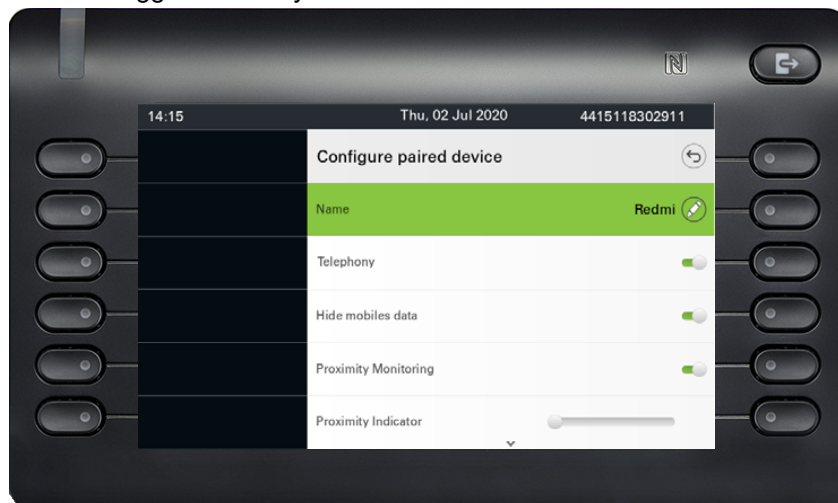 14:15 Thu, 02 Jul 2020 4415118302911
Configure paired device
Name Redmi
Telephony
Hide mobiles data
Proximity Monitoring
Proximity Indicator